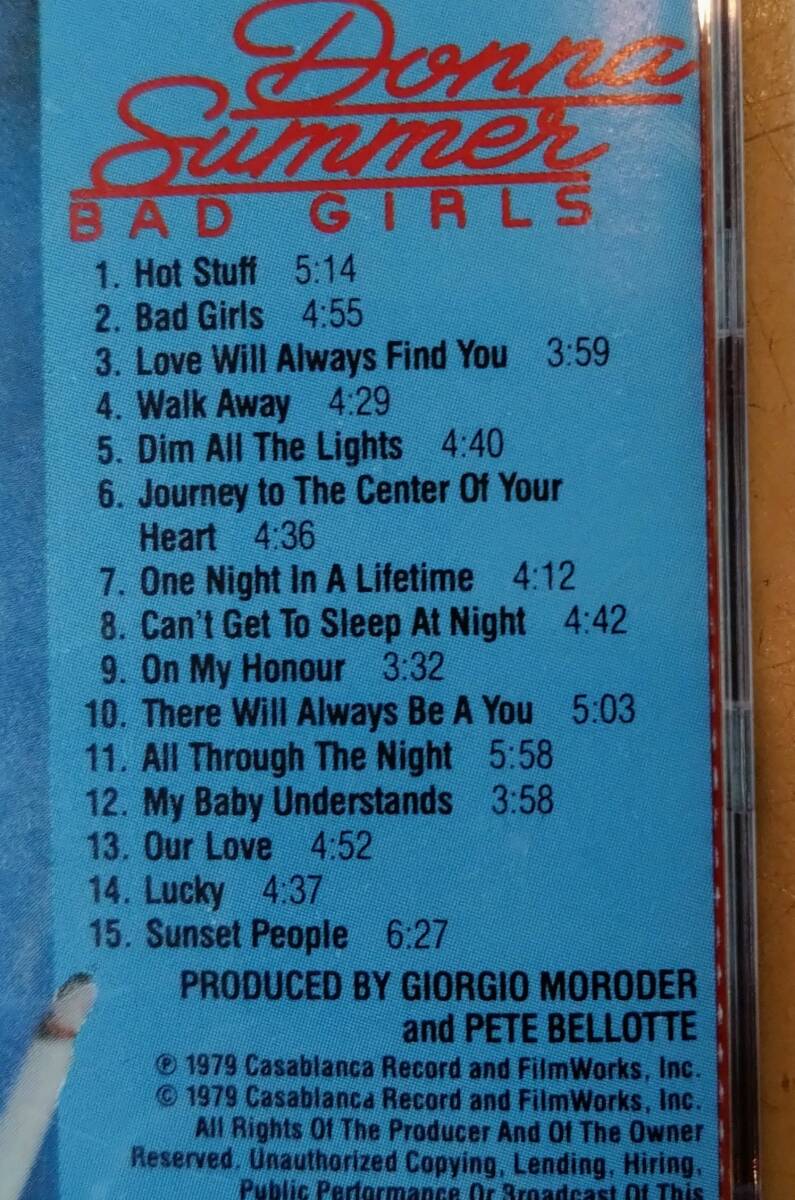 Donna
Summer
BAD GIRLS
1. Hot Stuff 5:14
2. Bad Girls 4:55
3. Love Will Always Find You 3:59
4. Walk Away 4:29
5. Dim All The Lights 4:40
6. Journey to The Center Of Your
Heart 4:36
7. One Night In A Lifetime 4:12
8. Can't Get To Sleep At Night 4:42
9. On My Honour 3:32
10. There Will Always Be A You 5:03
11. All Through The Night 5:58
12. My Baby Understands 3:58
13. Our Love 4:52
14. Lucky 4:37
15. Sunset People 6:27
PRODUCED BY GIORGIO MORODER
and PETE BELLOTTE
℗ 1979 Casablanca Record and FilmWorks, Inc.
© 1979 Casablanca Record and FilmWorks, Inc.
All Rights Of The Producer And Of The Owner
Reserved. Unauthorized Copying, Lending, Hiring,
Public Performance Or Broadcast Of This